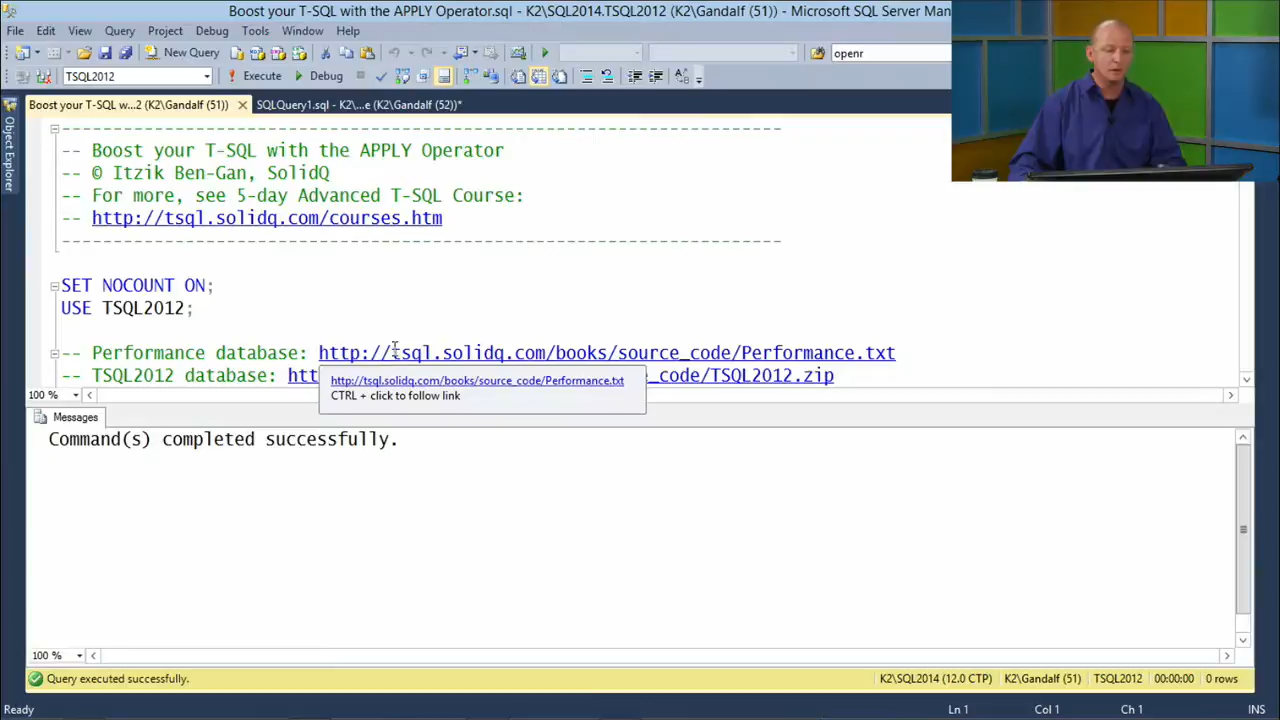 Boost your T-SQL with the APPLY Operator.sql - K2\SQL2014.TSQL2012 (K2\Gandalf (51)) - Microsoft SQL Server Man
File Edit View Query Project Debug Tools Window Help
New Query
openr
TSQL2012
Execute
Debug
Boost your T-SQL w...2 (K2\Gandalf (51))
SQLQuery1.sql - K2\...e (K2\Gandalf (52))*
Object Explorer
-- Boost your T-SQL with the APPLY Operator
-- © Itzik Ben-Gan, SolidQ
-- For more, see 5-day Advanced T-SQL Course:
-- http://tsql.solidq.com/courses.htm
SET NOCOUNT ON;
USE TSQL2012;
-- Performance database: http://tsql.solidq.com/books/source_code/Performance.txt
-- TSQL2012 database: htt e_code/TSQL2012.zip
http://tsql.solidq.com/books/source_code/Performance.txt
CTRL + click to follow link
100 %
Messages
Command(s) completed successfully.
100 %
Query executed successfully.
K2\SQL2014 (12.0 CTP)
K2\Gandalf (51)
TSQL2012
00:00:00
0 rows
Ready
Ln 1
Col 1
Ch 1
INS